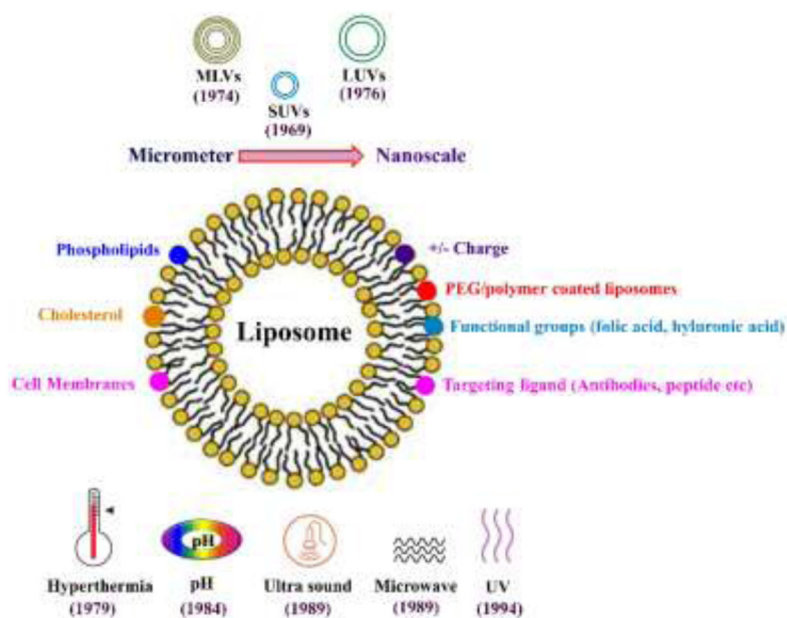 MLVs
(1974)
SUVs
(1969)
LUVs
(1976)
Micrometer
Nanoscale
Phospholipids
+/- Charge
PEG/polymer coated liposomes
Cholesterol
Liposome
Functional groups (folic acid, hyluronic acid)
Cell Membranes
Targeting ligand (Antibodies, peptide etc)
pH
Hyperthermia
(1979)
pH
(1984)
Ultra sound
(1989)
Microwave
(1989)
UV
(1994)